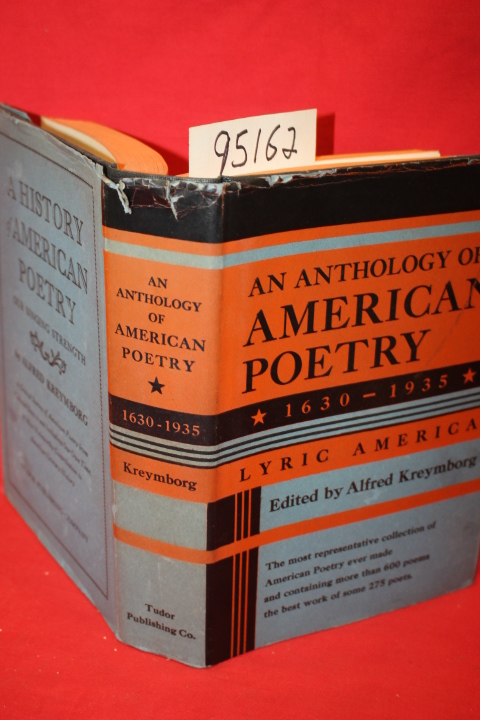 95162
A HISTORY
of AMERICAN
POETRY
OUR SINGING STRENGTH
BY ALFRED KREYMBORG
AN
ANTHOLOGY
OF
AMERICAN
POETRY
1630-1935
Kreymborg
Tudor
Publishing Co.
AN ANTHOLOGY OF
AMERICAN
POETRY
1630-1935
LYRIC AMERICA
Edited by Alfred Kreymborg
The most representative collection of
American Poetry ever made
and containing more than 600 poems
the best work of some 275 poets.